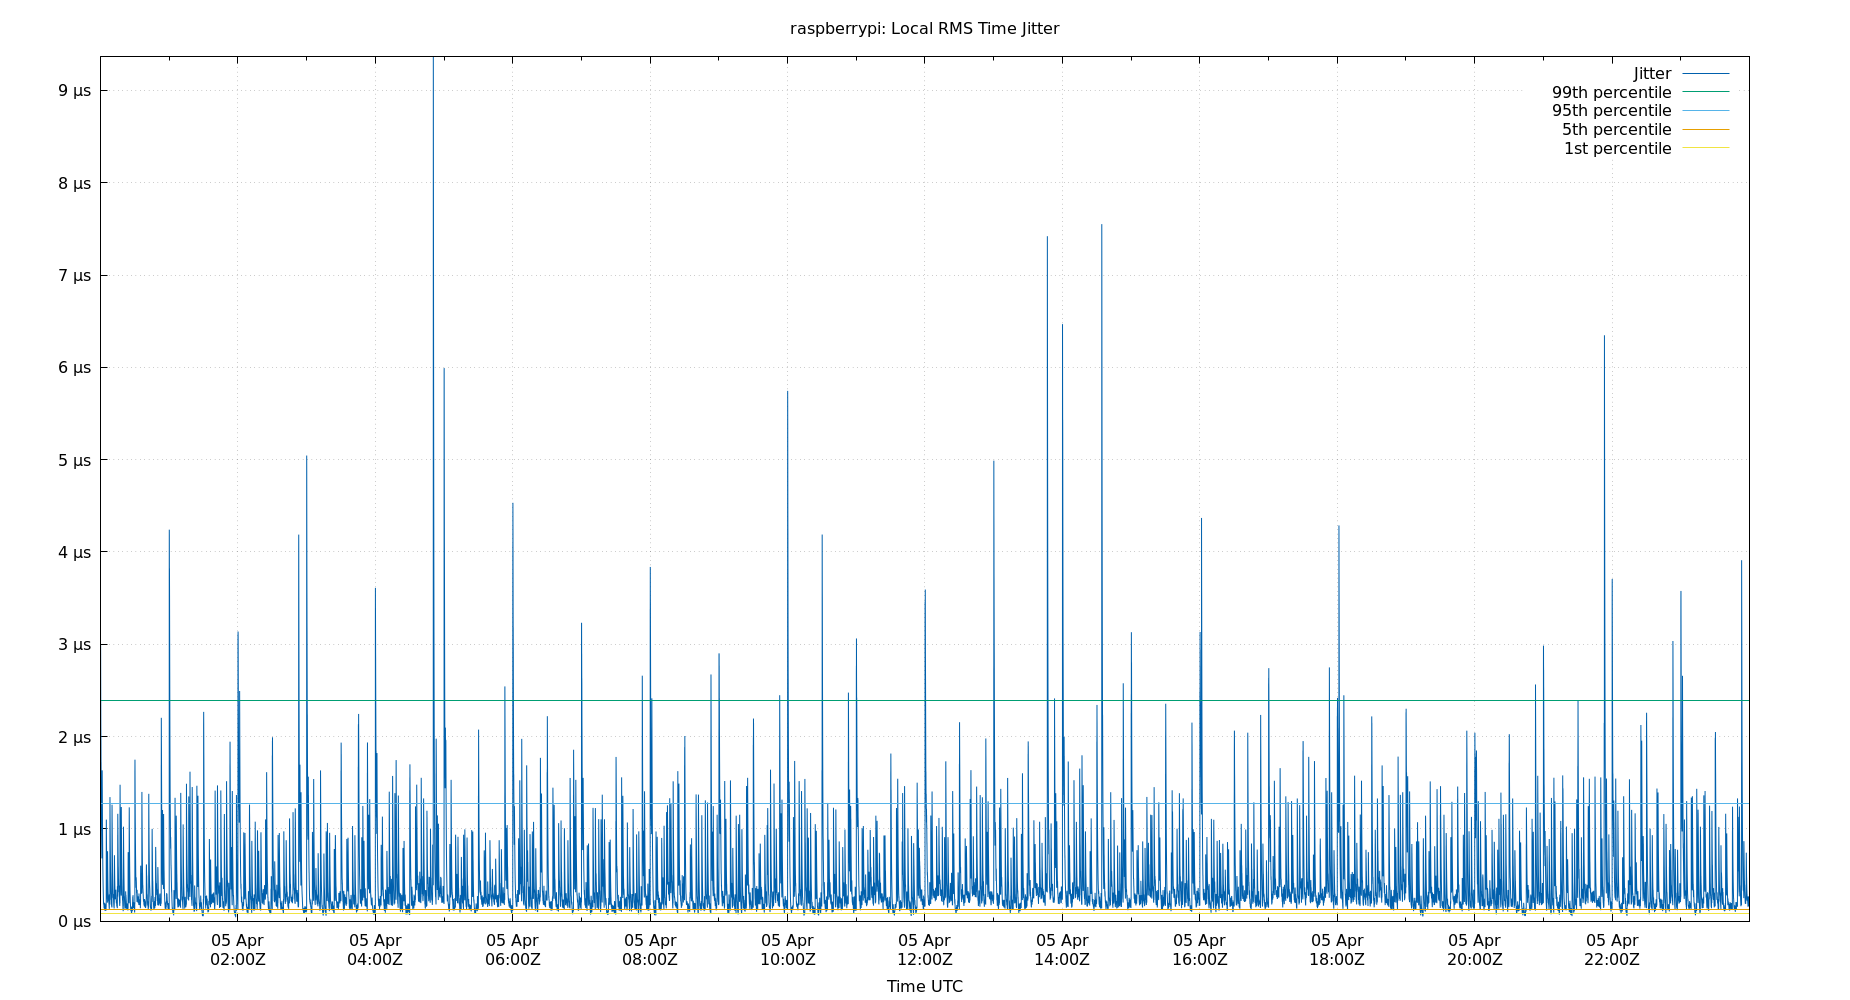 raspberrypi: Local RMS Time Jitter
Jitter
99th percentile
95th percentile
5th percentile
1st percentile
9 µs
8 µs
7 µs
6 µs
5 µs
4 µs
3 µs
2 µs
1 µs
0 µs
05 Apr 05 Apr 05 Apr 05 Apr 05 Apr 05 Apr 05 Apr 05 Apr 05 Apr 05 Apr 05 Apr
02:00Z 04:00Z 06:00Z 08:00Z 10:00Z 12:00Z 14:00Z 16:00Z 18:00Z 20:00Z 22:00Z
Time UTC